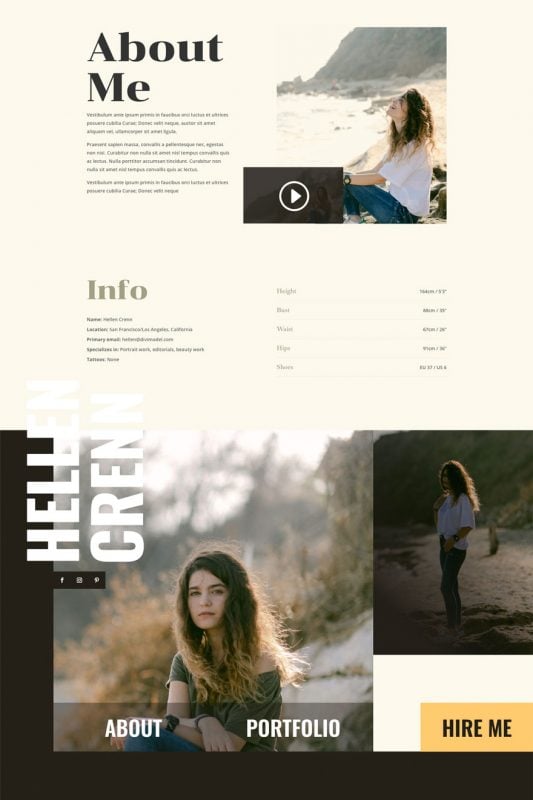 About
Me
Vestibulum ante ipsum primis in faucibus orci luctus et ultrices
posuere cubilia Curae; Donec velit neque, auctor sit amet
aliquam vel, ullamcorper sit amet ligula.
Praesent sapien massa, convallis a pellentesque nec, egestas
non nisi. Curabitur non nulla sit amet nisl tempus convallis quis
ac lectus. Nulla porttitor accumsan tincidunt. Curabitur non
nulla sit amet nisl tempus convallis quis ac lectus.
Vestibulum ante ipsum primis in faucibus orci luctus et ultrices
posuere cubilia Curae; Donec velit neque
Info
Name: Hellen Crenn
Location: San Francisco/Los Angeles, California
Primary email: hellen@divimodel.com
Specializes in: Portrait work, editorials, beauty work
Tattoos: None
Height 164cm / 5'5"
Bust 88cm / 35"
Waist 67cm / 26"
Hips 91cm / 36"
Shoes EU 37 / US 6
HELLEN
CRENN
ABOUT PORTFOLIO HIRE ME